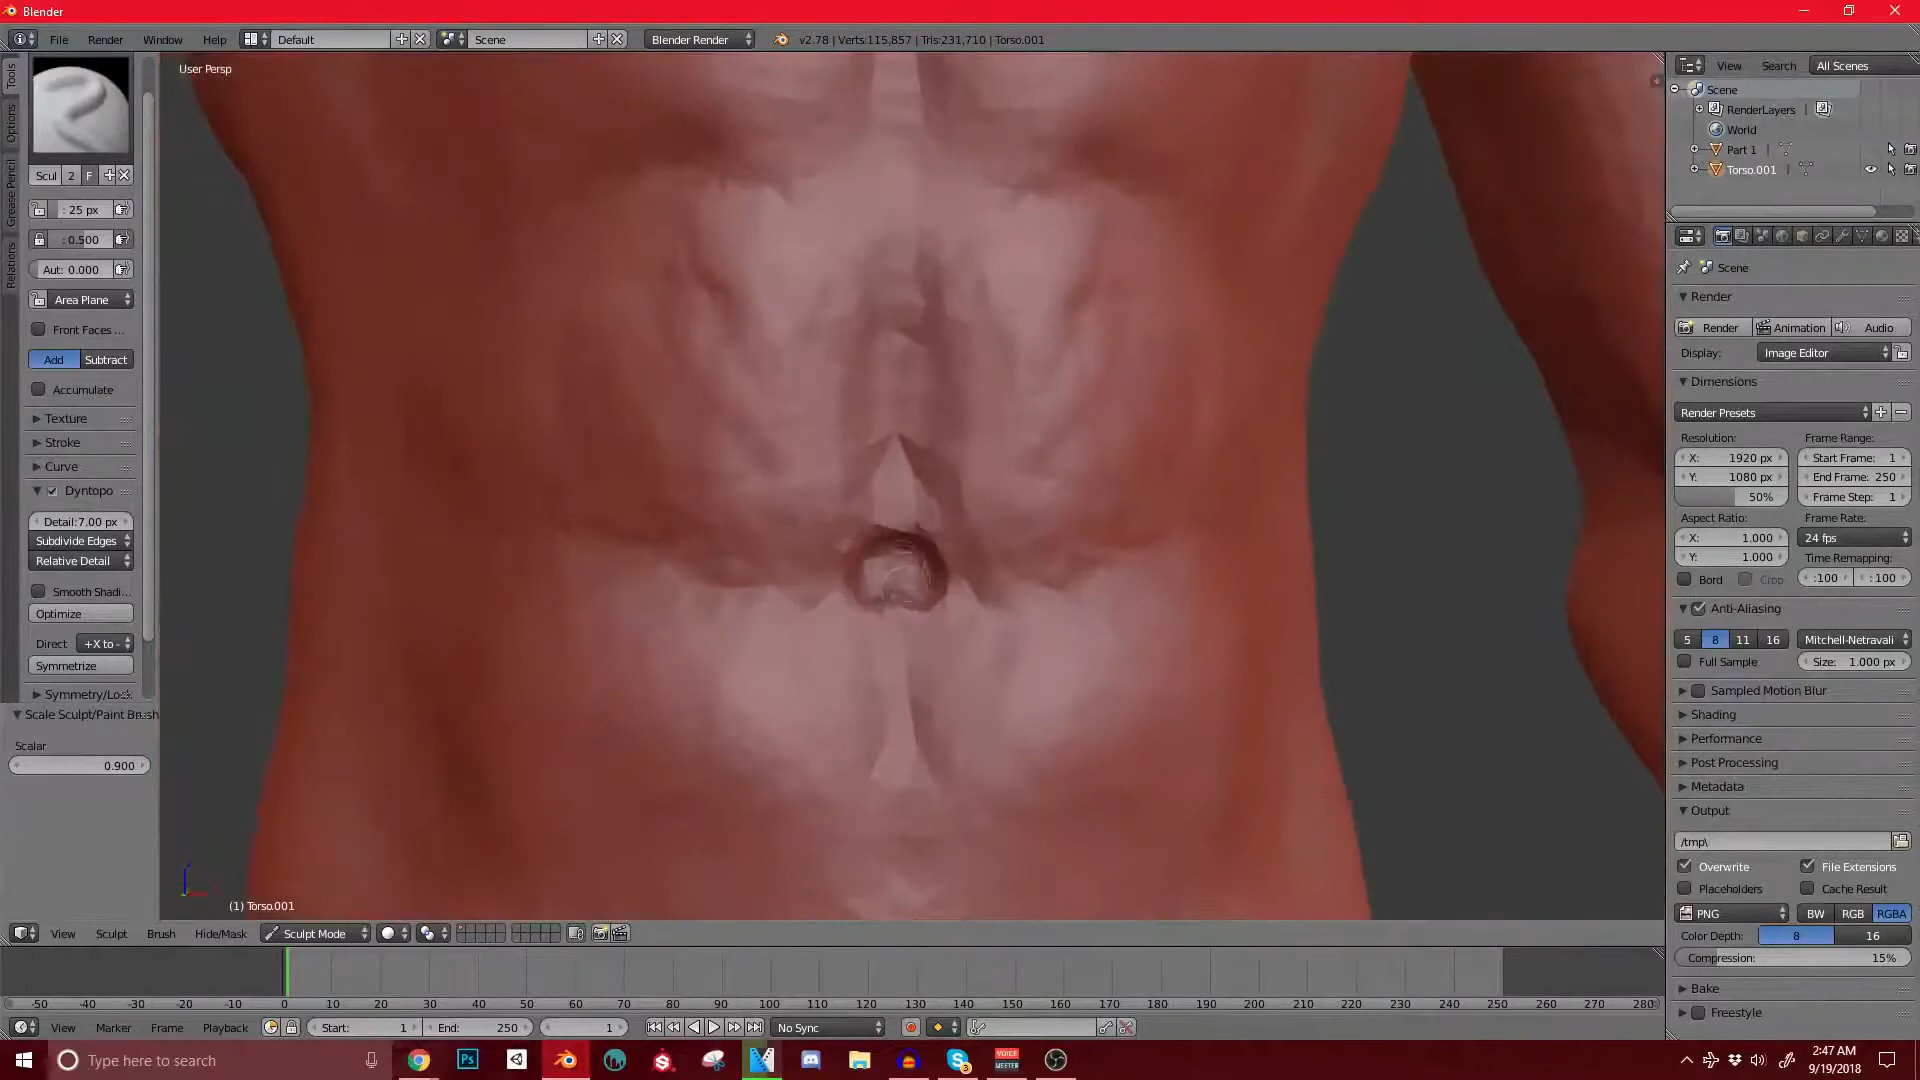 Blender
File Render Window Help Default Scene Blender Render v2.78 | Verts:115,857 | Tris:231,710 | Torso.001
User Persp
Tools
Options
Grease Pencil
Relations
Scul 2 F
: 25 px
: 0.500
Aut: 0.000
Area Plane
Front Faces ...
Add Subtract
Accumulate
Texture
Stroke
Curve
Dyntopo
Detail:7.00 px
Subdivide Edges
Relative Detail
Smooth Shadi...
Optimize
Direct +X to -
Symmetrize
Symmetry/Lock
Scale Sculpt/Paint Brush
Scalar
0.900
(1) Torso.001
View Sculpt Brush Hide/Mask Sculpt Mode
-50 -40 -30 -20 -10 0 10 20 30 40 50 60 70 80 90 100 110 120 130 140 150 160 170 180 190 200 210 220 230 240 250 260 270 280
View Marker Frame Playback Start: 1 End: 250 1 No Sync
View Search All Scenes
Scene
RenderLayers |
World
Part 1 |
Torso.001 |
Scene
Render
Render Animation Audio
Display: Image Editor
Dimensions
Render Presets
Resolution: Frame Range:
X: 1920 px Start Frame: 1
Y: 1080 px End Frame: 250
50% Frame Step: 1
Aspect Ratio: Frame Rate:
X: 1.000 24 fps
Y: 1.000 Time Remapping:
Bord Crop :100 : 100
Anti-Aliasing
5 8 11 16 Mitchell-Netravali
Full Sample Size: 1.000 px
Sampled Motion Blur
Shading
Performance
Post Processing
Metadata
Output
/tmp\
Overwrite File Extensions
Placeholders Cache Result
PNG BW RGB RGBA
Color Depth: 8 16
Compression: 15%
Bake
Freestyle
Type here to search
Ps
VOICE
MEETER
2:47 AM
9/19/2018